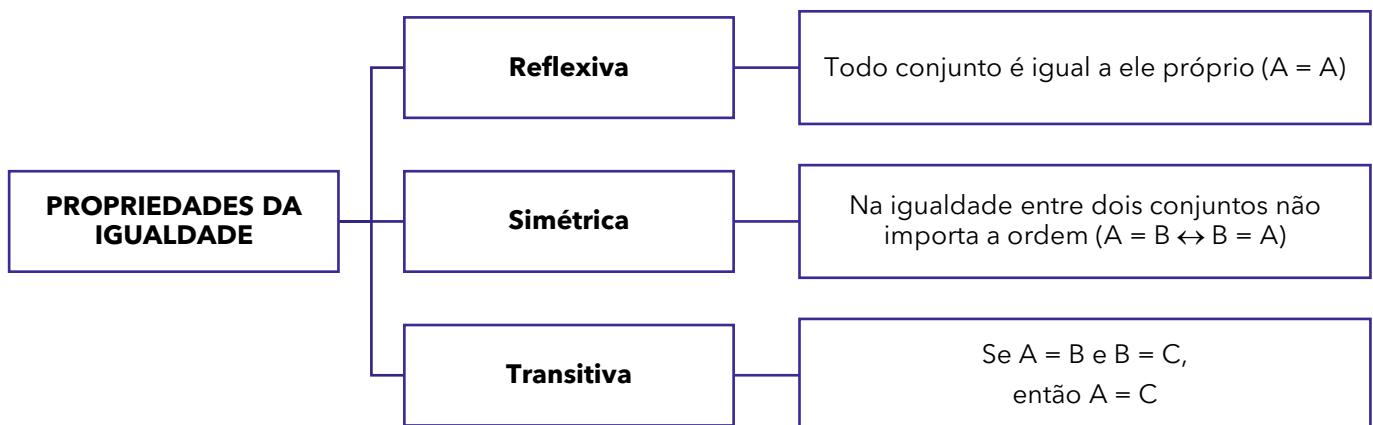 PROPRIEDADES DA
IGUALDADE
Reflexiva
Todo conjunto é igual a ele próprio (A = A)
Simétrica
Na igualdade entre dois conjuntos não
importa a ordem (A = B ↔ B = A)
Transitiva
Se A = B e B = C,
então A = C